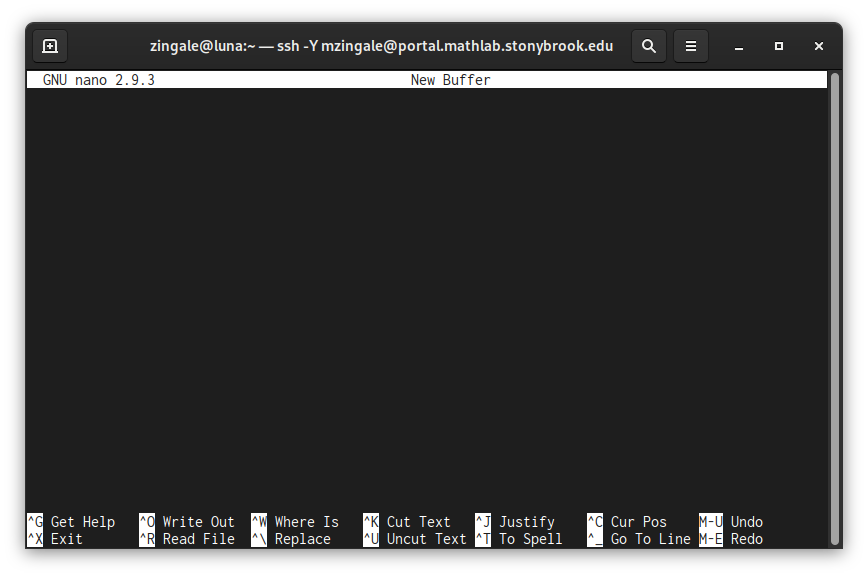 zingale@luna:~ — ssh -Y mzingale@portal.mathlab.stonybrook.edu
GNU nano 2.9.3 New Buffer
^G Get Help ^O Write Out ^W Where Is ^K Cut Text ^J Justify ^C Cur Pos M-U Undo
^X Exit ^R Read File ^\ Replace ^U Uncut Text ^T To Spell ^_ Go To Line M-E Redo